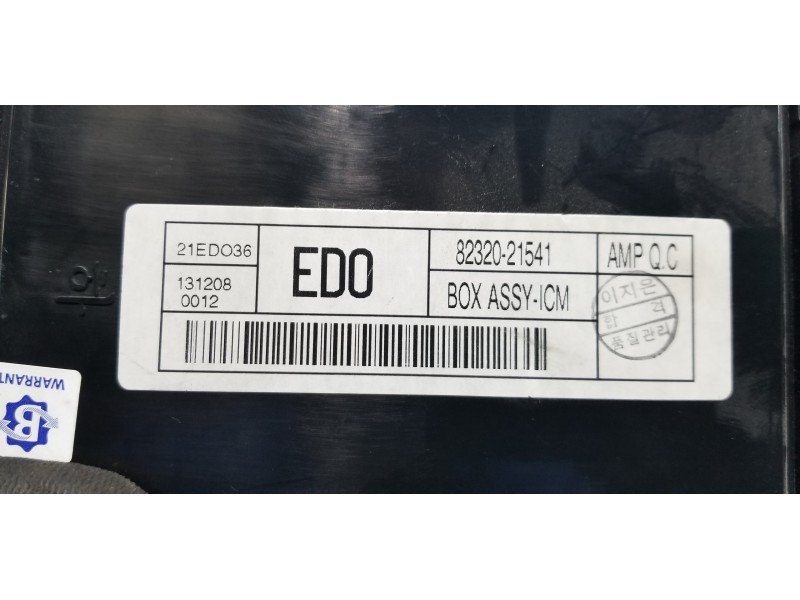 21EDO36
EDO
82320-21541
AMP Q.C
131208
0012
BOX ASSY-ICM
이지은
합 격
품질관리
WARRANT
B